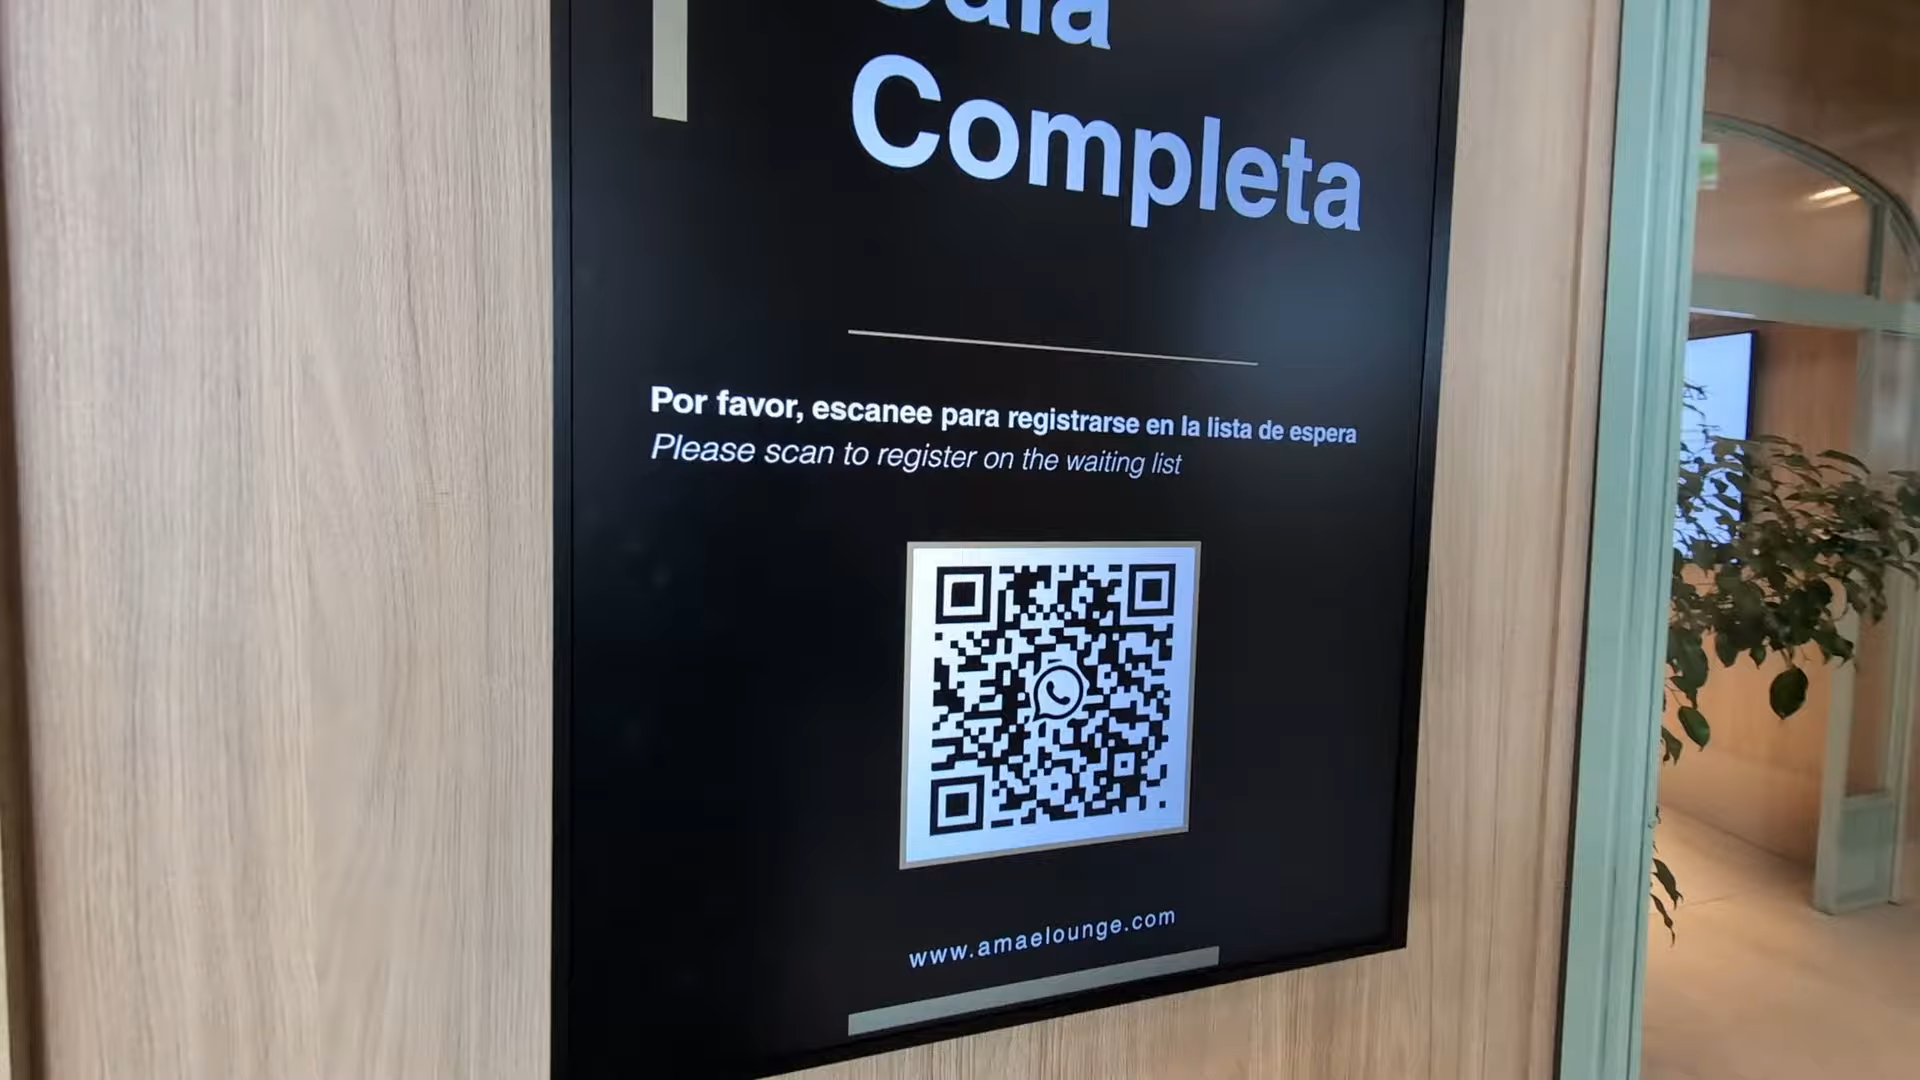 Sala
Completa
Por favor, escanee para registrarse en la lista de espera
Please scan to register on the waiting list
www.amaelounge.com